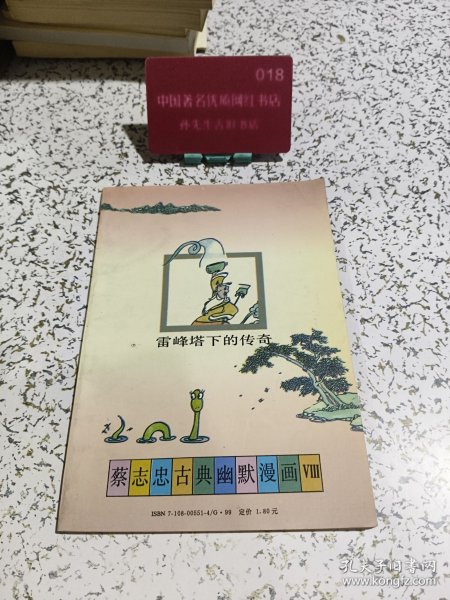 018
中国著名优质网红书店
孙先生古旧书店
雷峰塔下的传奇
蔡志忠古典幽默漫画VIII
ISBN 7-108-00551-4/G·99 定价 1.80元
孔夫子旧书网
www.kongfz.com